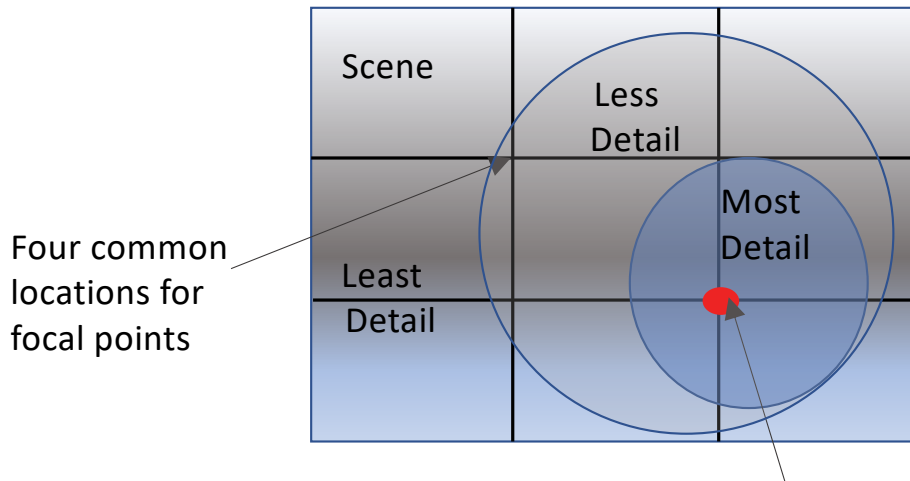 Scene
Less
Detail
Most
Detail
Four common
locations for
focal points
Least
Detail